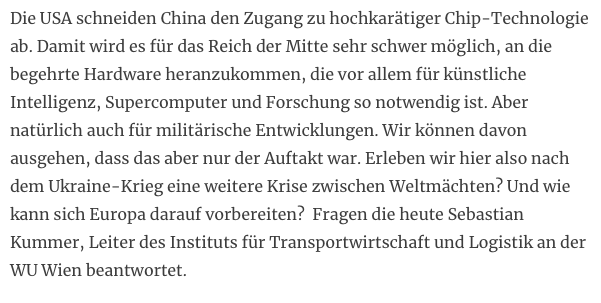 Die USA schneiden China den Zugang zu hochkarätiger Chip-Technologie
ab. Damit wird es für das Reich der Mitte sehr schwer möglich, an die
begehrte Hardware heranzukommen, die vor allem für künstliche
Intelligenz, Supercomputer und Forschung so notwendig ist. Aber
natürlich auch für militärische Entwicklungen. Wir können davon
ausgehen, dass das aber nur der Auftakt war. Erleben wir hier also nach
dem Ukraine-Krieg eine weitere Krise zwischen Weltmächten? Und wie
kann sich Europa darauf vorbereiten?  Fragen die heute Sebastian
Kummer, Leiter des Instituts für Transportwirtschaft und Logistik an der
WU Wien beantwortet.